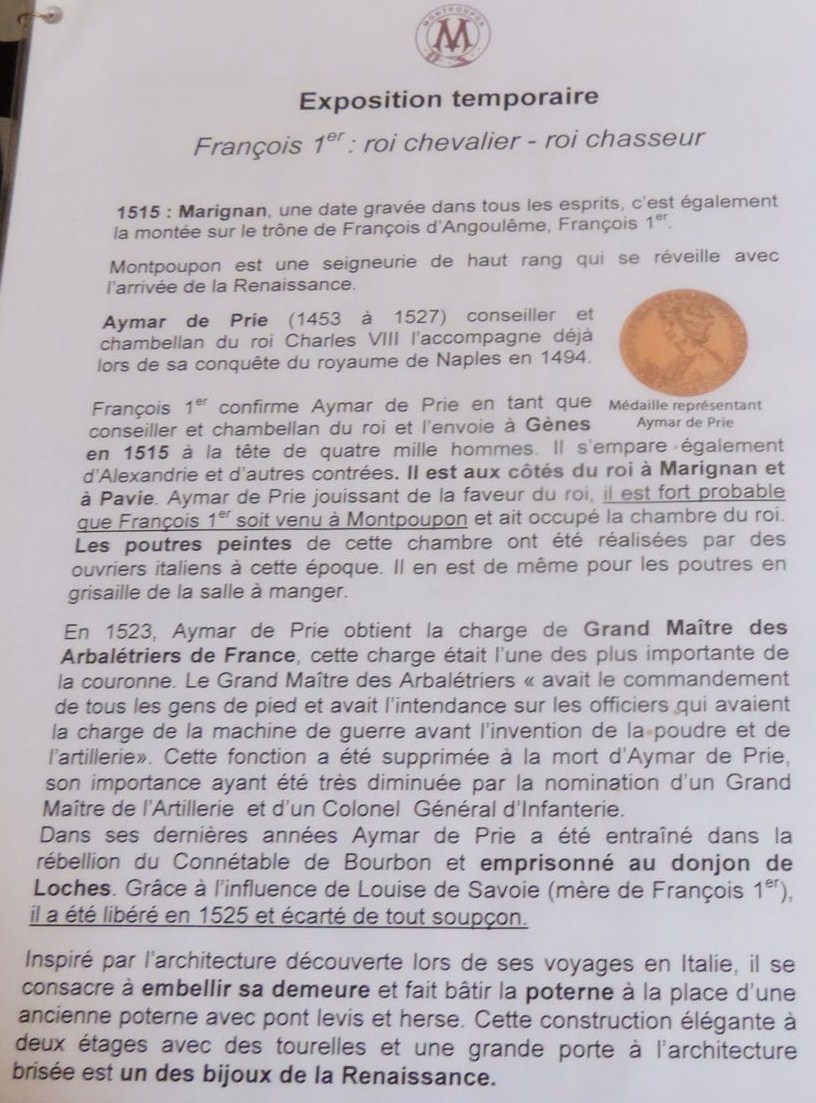 MONTPOUPON
M
Exposition temporaire
François 1er : roi chevalier - roi chasseur
1515 : Marignan, une date gravée dans tous les esprits, c'est également
la montée sur le trône de François d'Angoulême, François 1er.
Montpoupon est une seigneurie de haut rang qui se réveille avec
l'arrivée de la Renaissance.
Aymar de Prie (1453 à 1527) conseiller et
chambellan du roi Charles VIII l'accompagne déjà
lors de sa conquête du royaume de Naples en 1494.
François 1er confirme Aymar de Prie en tant que
conseiller et chambellan du roi et l'envoie à Gènes
Médaille représentant
Aymar de Prie
en 1515 à la tête de quatre mille hommes. Il s'empare également
d'Alexandrie et d'autres contrées. Il est aux côtés du roi à Marignan et
à Pavie. Aymar de Prie jouissant de la faveur du roi, il est fort probable
que François 1er soit venu à Montpoupon et ait occupé la chambre du roi.
Les poutres peintes de cette chambre ont été réalisées par des
ouvriers italiens à cette époque. Il en est de même pour les poutres en
grisaille de la salle à manger.
En 1523, Aymar de Prie obtient la charge de Grand Maître des
Arbalétriers de France, cette charge était l'une des plus importante de
la couronne. Le Grand Maître des Arbalétriers « avait le commandement
de tous les gens de pied et avait l'intendance sur les officiers qui avaient
la charge de la machine de guerre avant l'invention de la poudre et de
l'artillerie». Cette fonction a été supprimée à la mort d'Aymar de Prie,
son importance ayant été très diminuée par la nomination d'un Grand
Maître de l'Artillerie et d'un Colonel Général d'Infanterie.
Dans ses dernières années Aymar de Prie a été entraîné dans la
rébellion du Connétable de Bourbon et emprisonné au donjon de
Loches. Grâce à l'influence de Louise de Savoie (mère de François 1er),
il a été libéré en 1525 et écarté de tout soupçon.
Inspiré par l'architecture découverte lors de ses voyages en Italie, il se
consacre à embellir sa demeure et fait bâtir la poterne à la place d'une
ancienne poterne avec pont levis et herse. Cette construction élégante à
deux étages avec des tourelles et une grande porte à l'architecture
brisée est un des bijoux de la Renaissance.